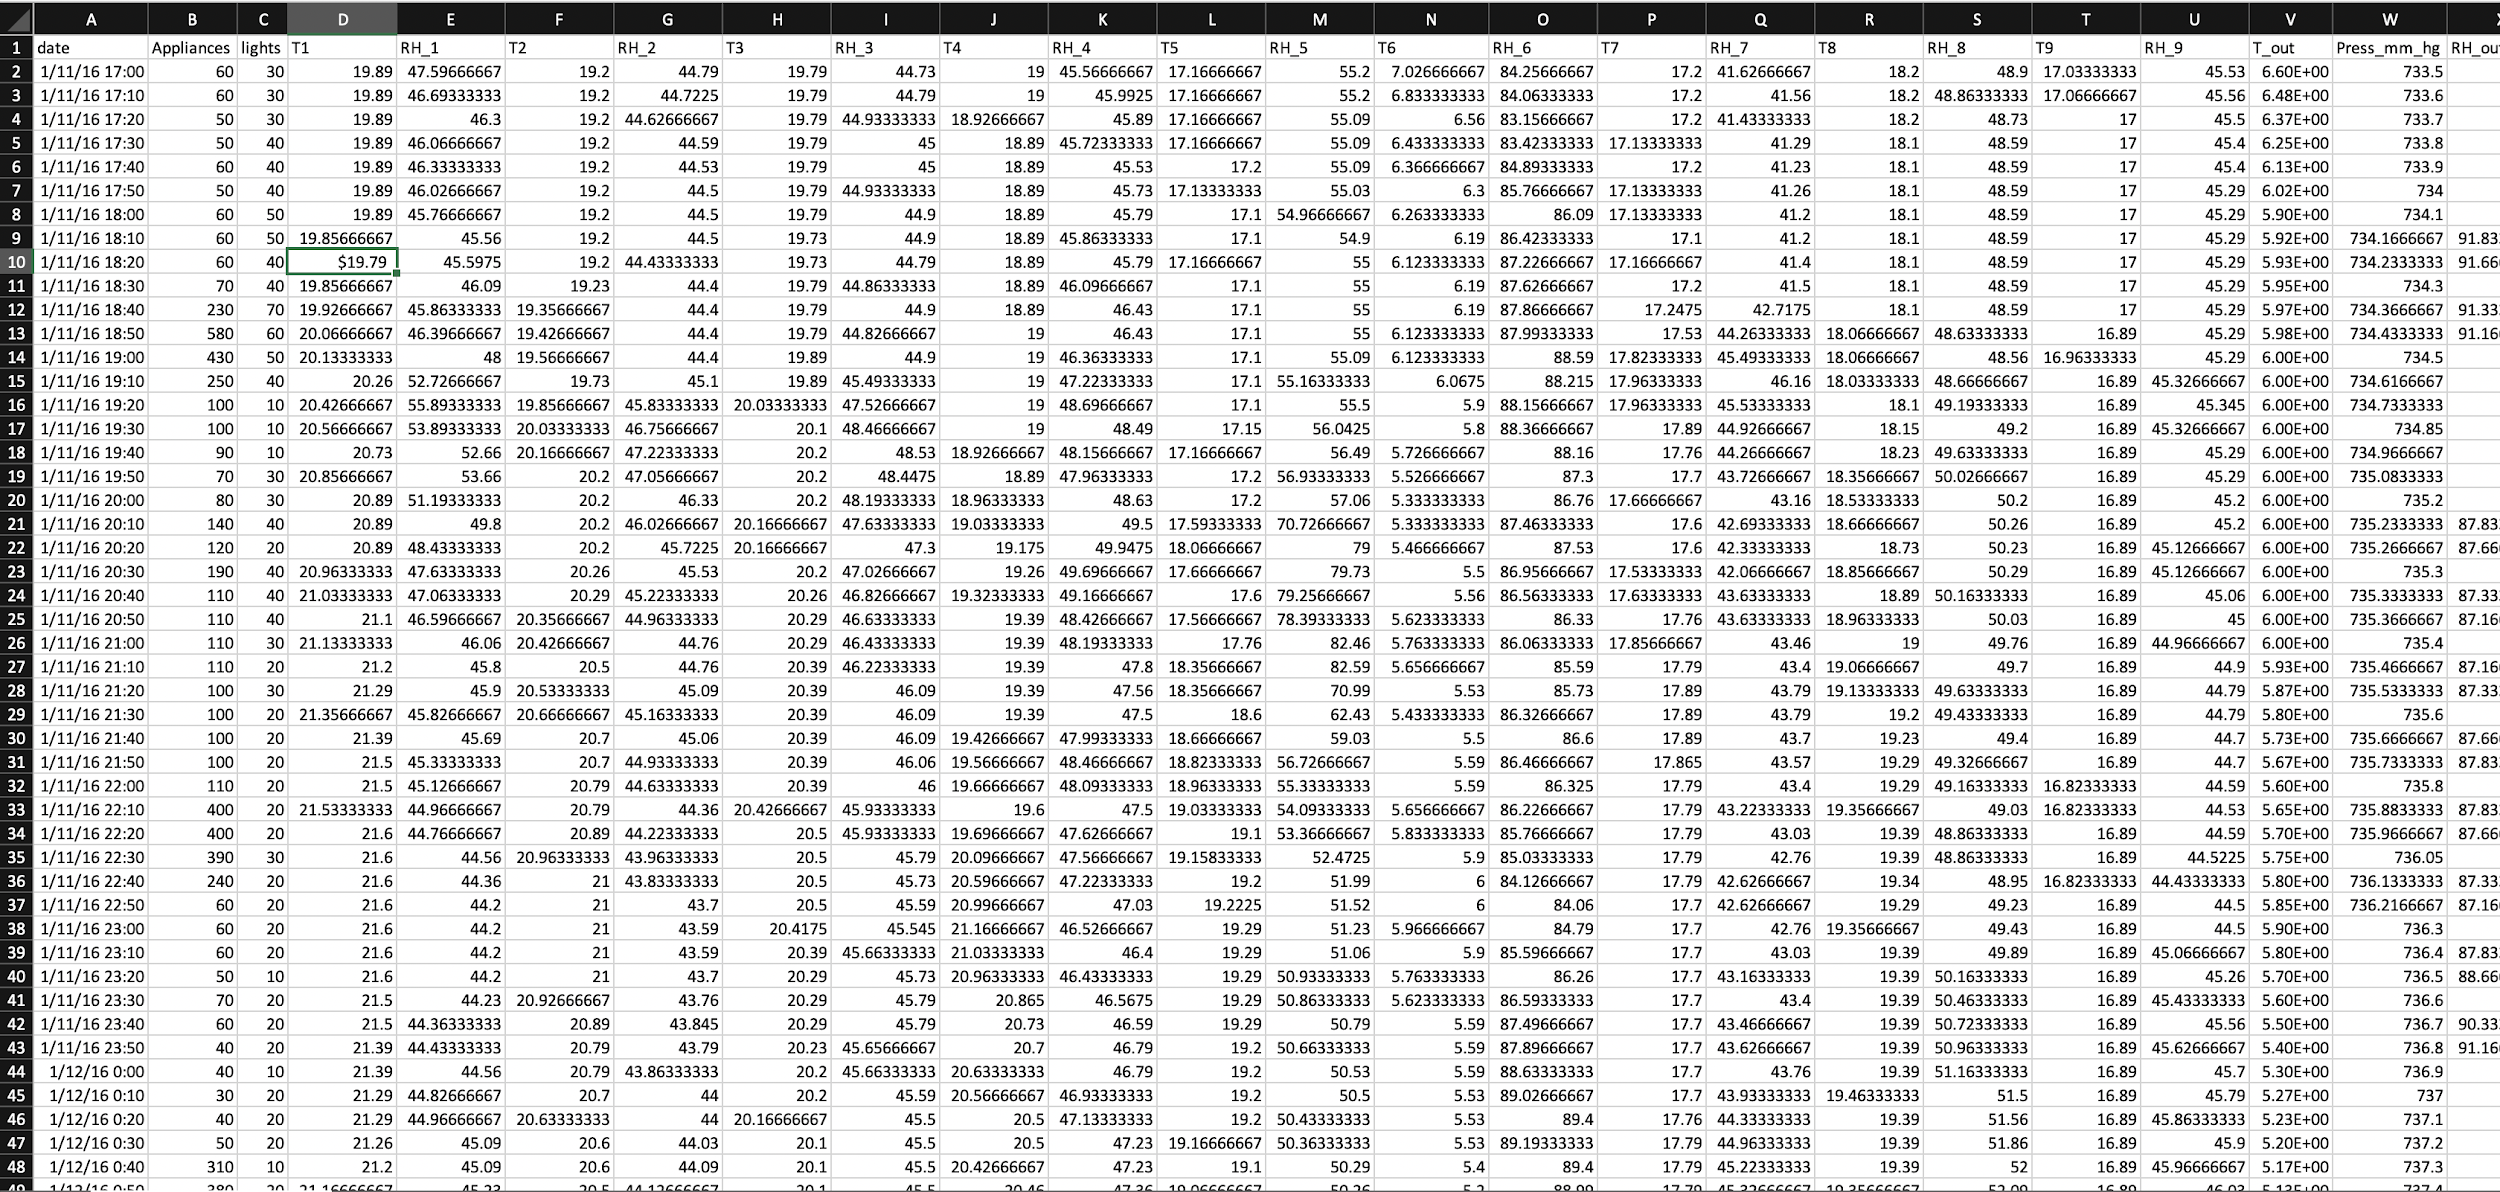 A B C D E F G H I J K L M N O P Q R S T U V W
1 date Appliances lights T1 RH_1 T2 RH_2 T3 RH_3 T4 RH_4 T5 RH_5 T6 RH_6 T7 RH_7 T8 RH_8 T9 RH_9 T_out Press_mm_hg RH_ou
2 1/11/16 17:00 60 30 19.89 47.59666667 19.2 44.79 19.79 44.73 19 45.56666667 17.16666667 55.2 7.026666667 84.25666667 17.2 41.62666667 18.2 48.9 17.03333333 45.53 6.60E+00 733.5
3 1/11/16 17:10 60 30 19.89 46.69333333 19.2 44.7225 19.79 44.79 19 45.9925 17.16666667 55.2 6.833333333 84.06333333 17.2 41.56 18.2 48.86333333 17.06666667 45.56 6.48E+00 733.6
4 1/11/16 17:20 50 30 19.89 46.3 19.2 44.62666667 19.79 44.93333333 18.92666667 45.89 17.16666667 55.09 6.56 83.15666667 17.2 41.43333333 18.2 48.73 17 45.5 6.37E+00 733.7
5 1/11/16 17:30 50 40 19.89 46.06666667 19.2 44.59 19.79 45 18.89 45.72333333 17.16666667 55.09 6.433333333 83.42333333 17.13333333 41.29 18.1 48.59 17 45.4 6.25E+00 733.8
6 1/11/16 17:40 60 40 19.89 46.33333333 19.2 44.53 19.79 45 18.89 45.53 17.2 55.09 6.366666667 84.89333333 17.2 41.23 18.1 48.59 17 45.4 6.13E+00 733.9
7 1/11/16 17:50 50 40 19.89 46.02666667 19.2 44.5 19.79 44.93333333 18.89 45.73 17.13333333 55.03 6.3 85.76666667 17.13333333 41.26 18.1 48.59 17 45.29 6.02E+00 734
8 1/11/16 18:00 60 50 19.89 45.76666667 19.2 44.5 19.79 44.9 18.89 45.79 17.1 54.96666667 6.263333333 86.09 17.13333333 41.2 18.1 48.59 17 45.29 5.90E+00 734.1
9 1/11/16 18:10 60 50 19.85666667 45.56 19.2 44.5 19.73 44.9 18.89 45.86333333 17.1 54.9 6.19 86.42333333 17.1 41.2 18.1 48.59 17 45.29 5.92E+00 734.1666667 91.83
10 1/11/16 18:20 60 40 $19.79 45.5975 19.2 44.43333333 19.73 44.79 18.89 45.79 17.16666667 55 6.123333333 87.22666667 17.16666667 41.4 18.1 48.59 17 45.29 5.93E+00 734.2333333 91.66
11 1/11/16 18:30 70 40 19.85666667 46.09 19.23 44.4 19.79 44.86333333 18.89 46.09666667 17.1 55 6.19 87.62666667 17.2 41.5 18.1 48.59 17 45.29 5.95E+00 734.3
12 1/11/16 18:40 230 70 19.92666667 45.86333333 19.35666667 44.4 19.79 44.9 18.89 46.43 17.1 55 6.19 87.86666667 17.2475 42.7175 18.1 48.59 17 45.29 5.97E+00 734.3666667 91.33
13 1/11/16 18:50 580 60 20.06666667 46.39666667 19.42666667 44.4 19.79 44.82666667 19 46.43 17.1 55 6.123333333 87.99333333 17.53 44.26333333 18.06666667 48.63333333 16.89 45.29 5.98E+00 734.4333333 91.16
14 1/11/16 19:00 430 50 20.13333333 48 19.56666667 44.4 19.89 44.9 19 46.36333333 17.1 55.09 6.123333333 88.59 17.82333333 45.49333333 18.06666667 48.56 16.96333333 45.29 6.00E+00 734.5
15 1/11/16 19:10 250 40 20.26 52.72666667 19.73 45.1 19.89 45.49333333 19 47.22333333 17.1 55.16333333 6.0675 88.215 17.96333333 46.16 18.03333333 48.66666667 16.89 45.32666667 6.00E+00 734.6166667
16 1/11/16 19:20 100 10 20.42666667 55.89333333 19.85666667 45.83333333 20.03333333 47.52666667 19 48.69666667 17.1 55.5 5.9 88.15666667 17.96333333 45.53333333 18.1 49.19333333 16.89 45.345 6.00E+00 734.7333333
17 1/11/16 19:30 100 10 20.56666667 53.89333333 20.03333333 46.75666667 20.1 48.46666667 19 48.49 17.15 56.0425 5.8 88.36666667 17.89 44.92666667 18.15 49.2 16.89 45.32666667 6.00E+00 734.85
18 1/11/16 19:40 90 10 20.73 52.66 20.16666667 47.22333333 20.2 48.53 18.92666667 48.15666667 17.16666667 56.49 5.726666667 88.16 17.76 44.26666667 18.23 49.63333333 16.89 45.29 6.00E+00 734.9666667
19 1/11/16 19:50 70 30 20.85666667 53.66 20.2 47.05666667 20.2 48.4475 18.89 47.96333333 17.2 56.93333333 5.526666667 87.3 17.7 43.72666667 18.35666667 50.02666667 16.89 45.29 6.00E+00 735.0833333
20 1/11/16 20:00 80 30 20.89 51.19333333 20.2 46.33 20.2 48.19333333 18.96333333 48.63 17.2 57.06 5.333333333 86.76 17.66666667 43.16 18.53333333 50.2 16.89 45.2 6.00E+00 735.2
21 1/11/16 20:10 140 40 20.89 49.8 20.2 46.02666667 20.16666667 47.63333333 19.03333333 49.5 17.59333333 70.72666667 5.333333333 87.46333333 17.6 42.69333333 18.66666667 50.26 16.89 45.2 6.00E+00 735.2333333 87.83
22 1/11/16 20:20 120 20 20.89 48.43333333 20.2 45.7225 20.16666667 47.3 19.175 49.9475 18.06666667 79 5.466666667 87.53 17.6 42.33333333 18.73 50.23 16.89 45.12666667 6.00E+00 735.2666667 87.66
23 1/11/16 20:30 190 40 20.96333333 47.63333333 20.26 45.53 20.2 47.02666667 19.26 49.69666667 17.66666667 79.73 5.5 86.95666667 17.53333333 42.06666667 18.85666667 50.29 16.89 45.12666667 6.00E+00 735.3
24 1/11/16 20:40 110 40 21.03333333 47.06333333 20.29 45.22333333 20.26 46.82666667 19.32333333 49.16666667 17.6 79.25666667 5.56 86.56333333 17.63333333 43.63333333 18.89 50.16333333 16.89 45.06 6.00E+00 735.3333333 87.33
25 1/11/16 20:50 110 40 21.1 46.59666667 20.35666667 44.96333333 20.29 46.63333333 19.39 48.42666667 17.56666667 78.39333333 5.623333333 86.33 17.76 43.63333333 18.96333333 50.03 16.89 45 6.00E+00 735.3666667 87.16
26 1/11/16 21:00 110 30 21.13333333 46.06 20.42666667 44.76 20.29 46.43333333 19.39 48.19333333 17.76 82.46 5.763333333 86.06333333 17.85666667 43.46 19 49.76 16.89 44.96666667 6.00E+00 735.4
27 1/11/16 21:10 110 20 21.2 45.8 20.5 44.76 20.39 46.22333333 19.39 47.8 18.35666667 82.59 5.656666667 85.59 17.79 43.4 19.06666667 49.7 16.89 44.9 5.93E+00 735.4666667 87.16
28 1/11/16 21:20 100 30 21.29 45.9 20.53333333 45.09 20.39 46.09 19.39 47.56 18.35666667 70.99 5.53 85.73 17.89 43.79 19.13333333 49.63333333 16.89 44.79 5.87E+00 735.5333333 87.33
29 1/11/16 21:30 100 20 21.35666667 45.82666667 20.66666667 45.16333333 20.39 46.09 19.39 47.5 18.6 62.43 5.433333333 86.32666667 17.89 43.79 19.2 49.43333333 16.89 44.79 5.80E+00 735.6
30 1/11/16 21:40 100 20 21.39 45.69 20.7 45.06 20.39 46.09 19.42666667 47.99333333 18.66666667 59.03 5.5 86.6 17.89 43.7 19.23 49.4 16.89 44.7 5.73E+00 735.6666667 87.66
31 1/11/16 21:50 100 20 21.5 45.33333333 20.7 44.93333333 20.39 46.06 19.56666667 48.46666667 18.82333333 56.72666667 5.59 86.46666667 17.865 43.57 19.29 49.32666667 16.89 44.7 5.67E+00 735.7333333 87.83
32 1/11/16 22:00 110 20 21.5 45.12666667 20.79 44.63333333 20.39 46 19.66666667 48.09333333 18.96333333 55.33333333 5.59 86.325 17.79 43.4 19.29 49.16333333 16.82333333 44.59 5.60E+00 735.8
33 1/11/16 22:10 400 20 21.53333333 44.96666667 20.79 44.36 20.42666667 45.93333333 19.6 47.5 19.03333333 54.09333333 5.656666667 86.22666667 17.79 43.22333333 19.35666667 49.03 16.82333333 44.53 5.65E+00 735.8833333 87.83
34 1/11/16 22:20 400 20 21.6 44.76666667 20.89 44.22333333 20.5 45.93333333 19.69666667 47.62666667 19.1 53.36666667 5.833333333 85.76666667 17.79 43.03 19.39 48.86333333 16.89 44.59 5.70E+00 735.9666667 87.66
35 1/11/16 22:30 390 30 21.6 44.56 20.96333333 43.96333333 20.5 45.79 20.09666667 47.56666667 19.15833333 52.4725 5.9 85.03333333 17.79 42.76 19.39 48.86333333 16.89 44.5225 5.75E+00 736.05
36 1/11/16 22:40 240 20 21.6 44.36 21 43.83333333 20.5 45.73 20.59666667 47.22333333 19.2 51.99 6 84.12666667 17.79 42.62666667 19.34 48.95 16.82333333 44.43333333 5.80E+00 736.1333333 87.33
37 1/11/16 22:50 60 20 21.6 44.2 21 43.7 20.5 45.59 20.99666667 47.03 19.2225 51.52 6 84.06 17.7 42.62666667 19.29 49.23 16.89 44.5 5.85E+00 736.2166667 87.16
38 1/11/16 23:00 60 20 21.6 44.2 21 43.59 20.4175 45.545 21.16666667 46.52666667 19.29 51.23 5.966666667 84.79 17.7 42.76 19.35666667 49.43 16.89 44.5 5.90E+00 736.3
39 1/11/16 23:10 60 20 21.6 44.2 21 43.59 20.39 45.66333333 21.03333333 46.4 19.29 51.06 5.9 85.59666667 17.7 43.03 19.39 49.89 16.89 45.06666667 5.80E+00 736.4 87.83
40 1/11/16 23:20 50 10 21.6 44.2 21 43.7 20.29 45.73 20.96333333 46.43333333 19.29 50.93333333 5.763333333 86.26 17.7 43.16333333 19.39 50.16333333 16.89 45.26 5.70E+00 736.5 88.66
41 1/11/16 23:30 70 20 21.5 44.23 20.92666667 43.76 20.29 45.79 20.865 46.5675 19.29 50.86333333 5.623333333 86.59333333 17.7 43.4 19.39 50.46333333 16.89 45.43333333 5.60E+00 736.6
42 1/11/16 23:40 60 20 21.5 44.36333333 20.89 43.845 20.29 45.79 20.73 46.59 19.29 50.79 5.59 87.49666667 17.7 43.46666667 19.39 50.72333333 16.89 45.56 5.50E+00 736.7 90.33
43 1/11/16 23:50 40 20 21.39 44.43333333 20.79 43.79 20.23 45.65666667 20.7 46.79 19.2 50.66333333 5.59 87.89666667 17.7 43.62666667 19.39 50.96333333 16.89 45.62666667 5.40E+00 736.8 91.16
44 1/12/16 0:00 40 10 21.39 44.56 20.79 43.86333333 20.2 45.66333333 20.63333333 46.79 19.2 50.53 5.59 88.63333333 17.7 43.76 19.39 51.16333333 16.89 45.7 5.30E+00 736.9
45 1/12/16 0:10 30 20 21.29 44.82666667 20.7 44 20.2 45.59 20.56666667 46.93333333 19.2 50.5 5.53 89.02666667 17.7 43.93333333 19.46333333 51.5 16.89 45.79 5.27E+00 737
46 1/12/16 0:20 40 20 21.29 44.96666667 20.63333333 44 20.16666667 45.5 20.5 47.13333333 19.2 50.43333333 5.53 89.4 17.76 44.33333333 19.39 51.56 16.89 45.86333333 5.23E+00 737.1
47 1/12/16 0:30 50 20 21.26 45.09 20.6 44.03 20.1 45.5 20.5 47.23 19.16666667 50.36333333 5.53 89.19333333 17.79 44.96333333 19.39 51.86 16.89 45.9 5.20E+00 737.2
48 1/12/16 0:40 310 10 21.2 45.09 20.6 44.09 20.1 45.5 20.42666667 47.23 19.1 50.29 5.4 89.4 17.79 45.22333333 19.39 52 16.89 45.96666667 5.17E+00 737.3